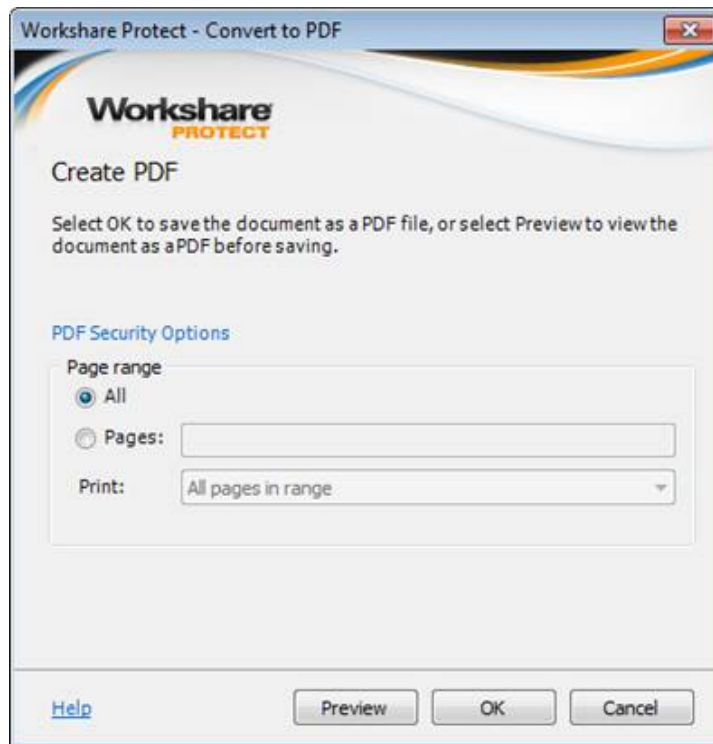 Workshare Protect - Convert to PDF
Workshare
PROTECT
Create PDF
Select OK to save the document as a PDF file, or select Preview to view the
document as a PDF before saving.
PDF Security Options
Page range
All
Pages:
Print: All pages in range
Help Preview OK Cancel